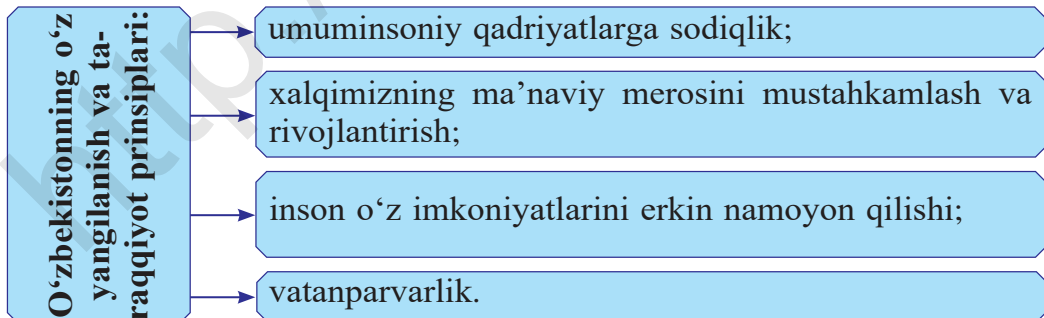 O‘zbekistonning o‘z
yangilanish va ta-
raqqiyot prinsiplari:
umuminsoniy qadriyatlarga sodiqlik;
xalqimizning ma’naviy merosini mustahkamlash va
rivojlantirish;
inson o‘z imkoniyatlarini erkin namoyon qilishi;
vatanparvarlik.
http